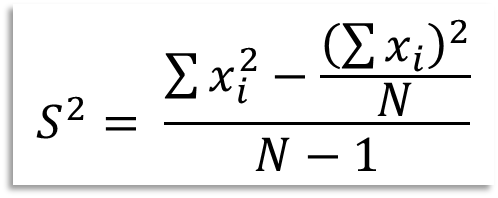 S² = (∑ xᵢ² − (∑ xᵢ)² / N) / (N − 1)